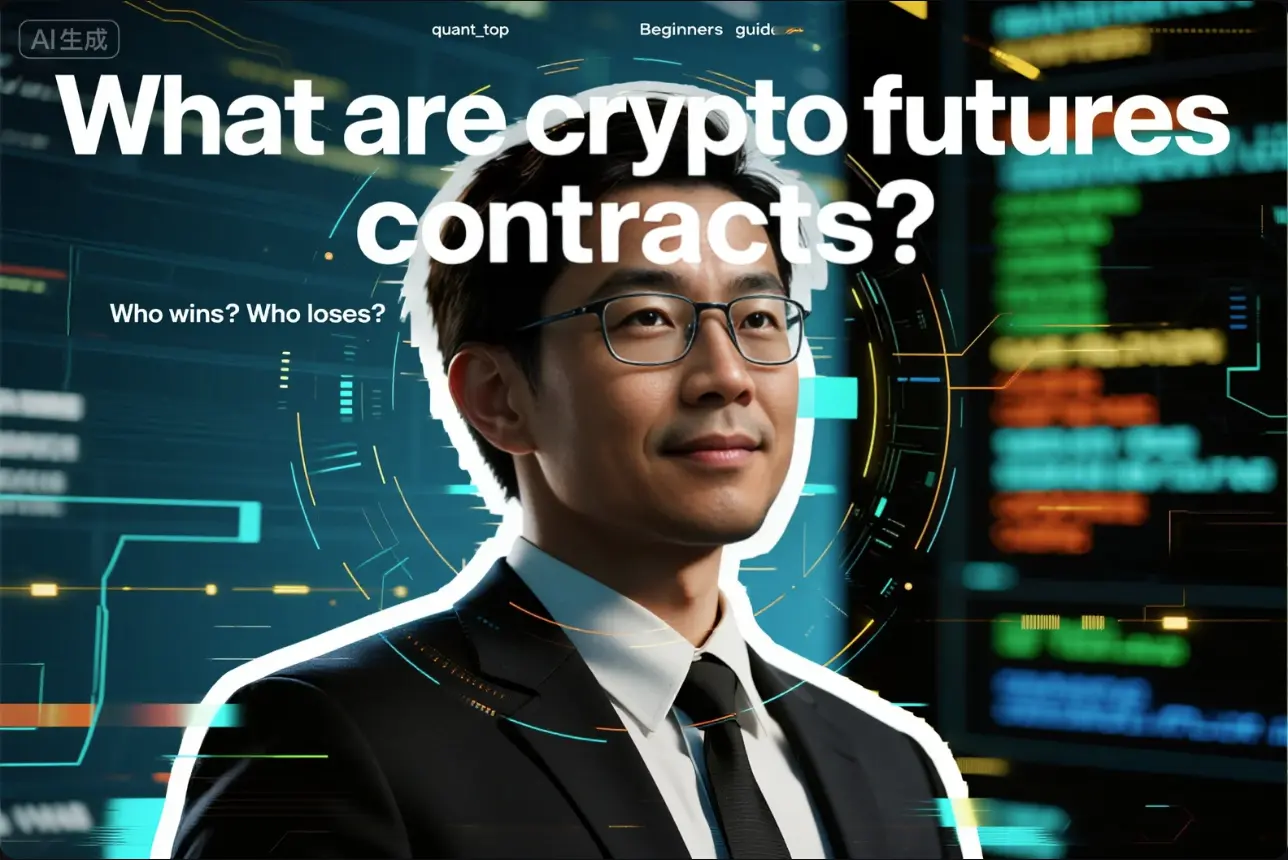 AI生成
quant_top
Beginners guide
What are crypto futures
contracts?
Who wins? Who loses?